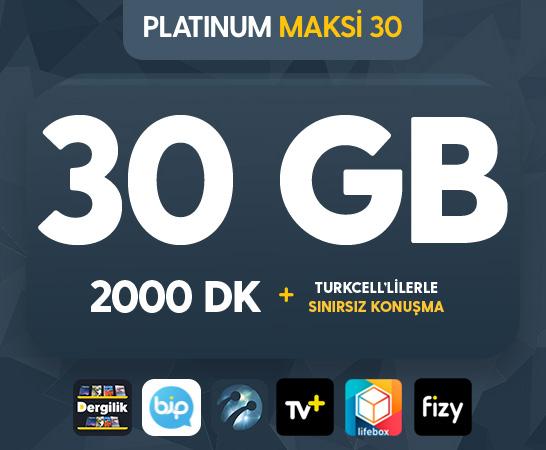 PLATINUM MAKSİ 30
30 GB
2000 DK + TURKCELL'LİLERLE
SINIRSIZ KONUŞMA
Dergilik
bip
TV+
lifebox
fizy